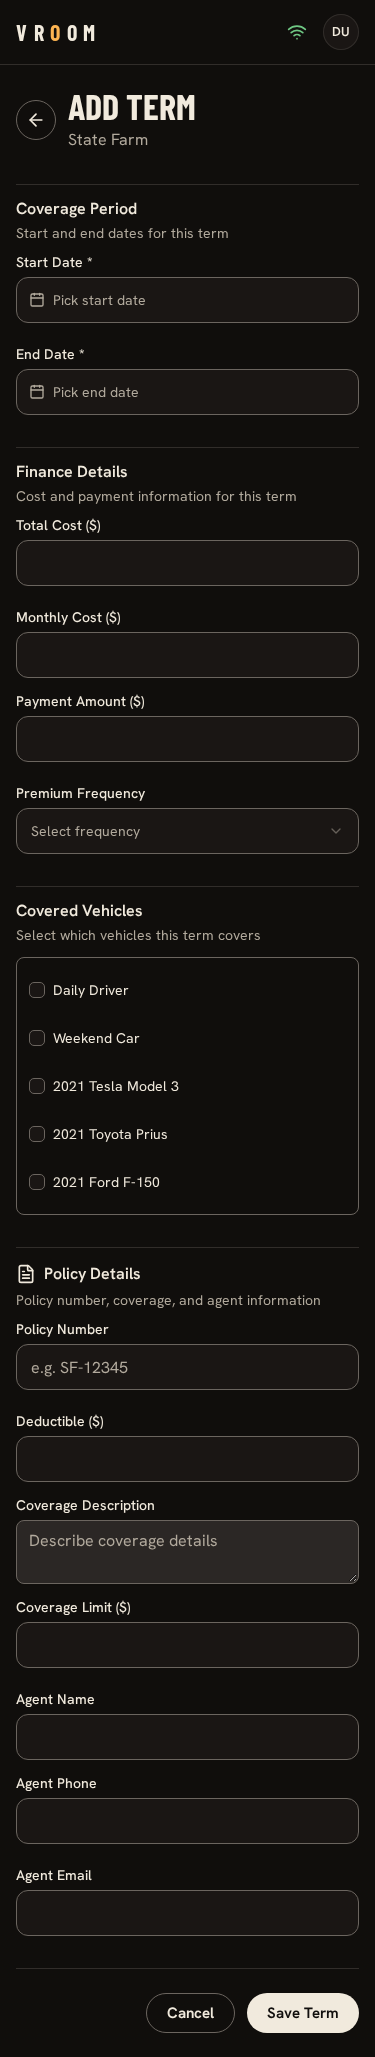 VROOM
DU
ADD TERM
State Farm
Coverage Period
Start and end dates for this term
Start Date *
Pick start date
End Date *
Pick end date
Finance Details
Cost and payment information for this term
Total Cost ($)
Monthly Cost ($)
Payment Amount ($)
Premium Frequency
Select frequency
Covered Vehicles
Select which vehicles this term covers
Daily Driver
Weekend Car
2021 Tesla Model 3
2021 Toyota Prius
2021 Ford F-150
Policy Details
Policy number, coverage, and agent information
Policy Number
e.g. SF-12345
Deductible ($)
Coverage Description
Describe coverage details
Coverage Limit ($)
Agent Name
Agent Phone
Agent Email
Cancel
Save Term